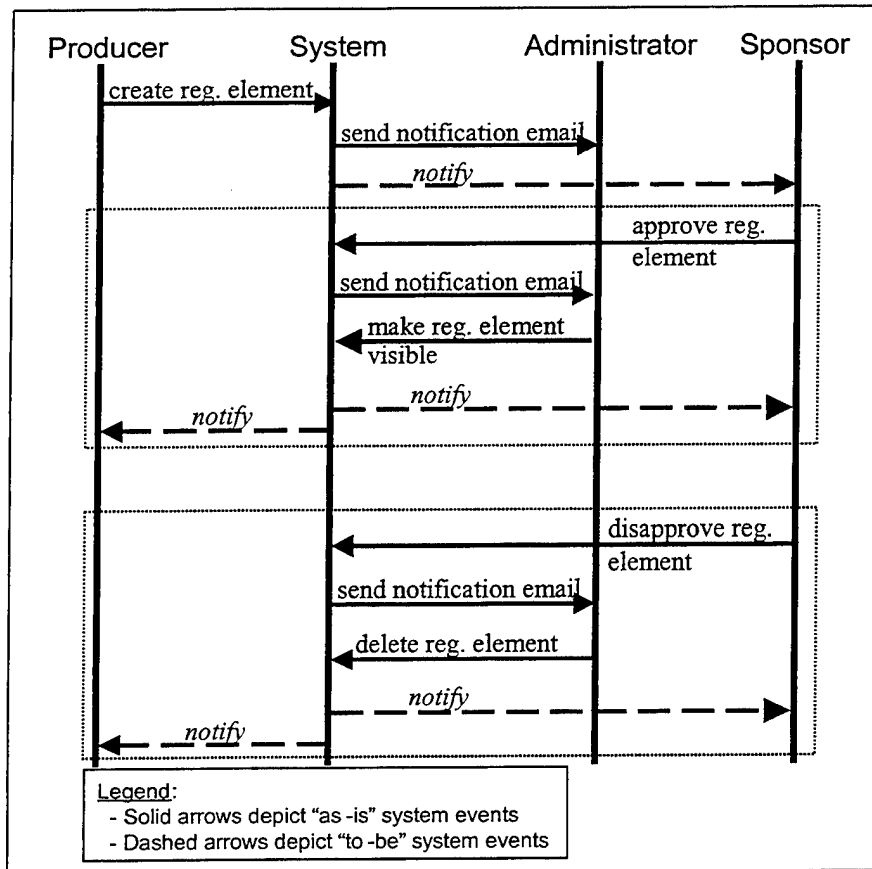 Producer System Administrator Sponsor
create reg. element
send notification email
notify
approve reg.
element
send notification email
make reg. element
visible
notify
notify
disapprove reg.
element
send notification email
delete reg. element
notify
notify
Legend:
- Solid arrows depict “as -is” system events
- Dashed arrows depict “to -be” system events